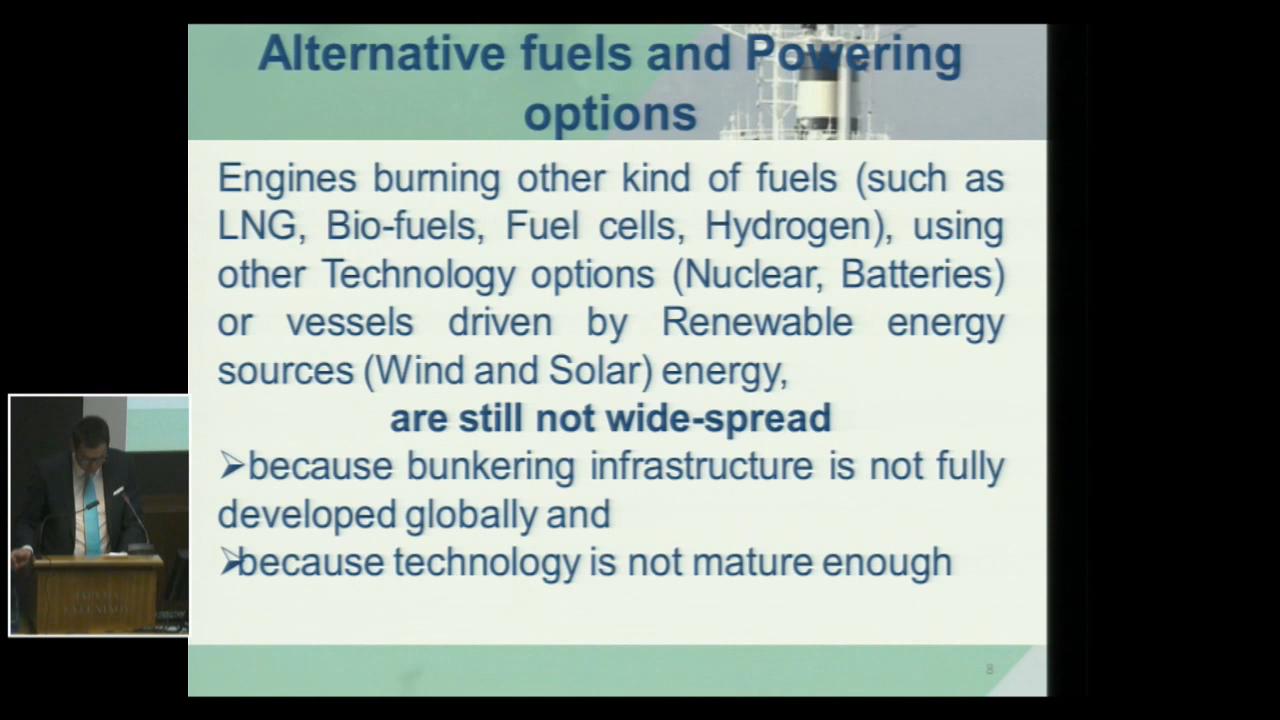 Alternative fuels and Powering
options
Engines burning other kind of fuels (such as
LNG, Bio-fuels, Fuel cells, Hydrogen), using
other Technology options (Nuclear, Batteries)
or vessels driven by Renewable energy
sources (Wind and Solar) energy,
are still not wide-spread
➢because bunkering infrastructure is not fully
developed globally and
➢because technology is not mature enough
8